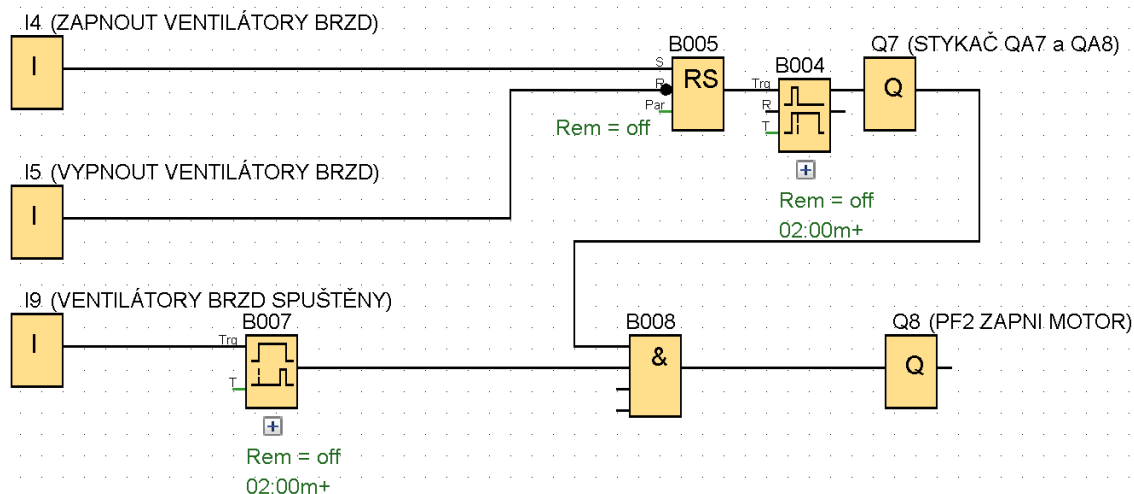 I4 (ZAPNOUT VENTILÁTORY BRZD)
I
B005
S
R
Par
RS
Rem = off
B004
Trg
R
T
Rem = off
02:00m+
Q7 (STYKAČ QA7 a QA8)
Q
I5 (VYPNOUT VENTILÁTORY BRZD)
I
I9 (VENTILÁTORY BRZD SPUŠTĚNY)
I
B007
Trg
T
Rem = off
02:00m+
B008
&
Q8 (PF2 ZAPNI MOTOR)
Q